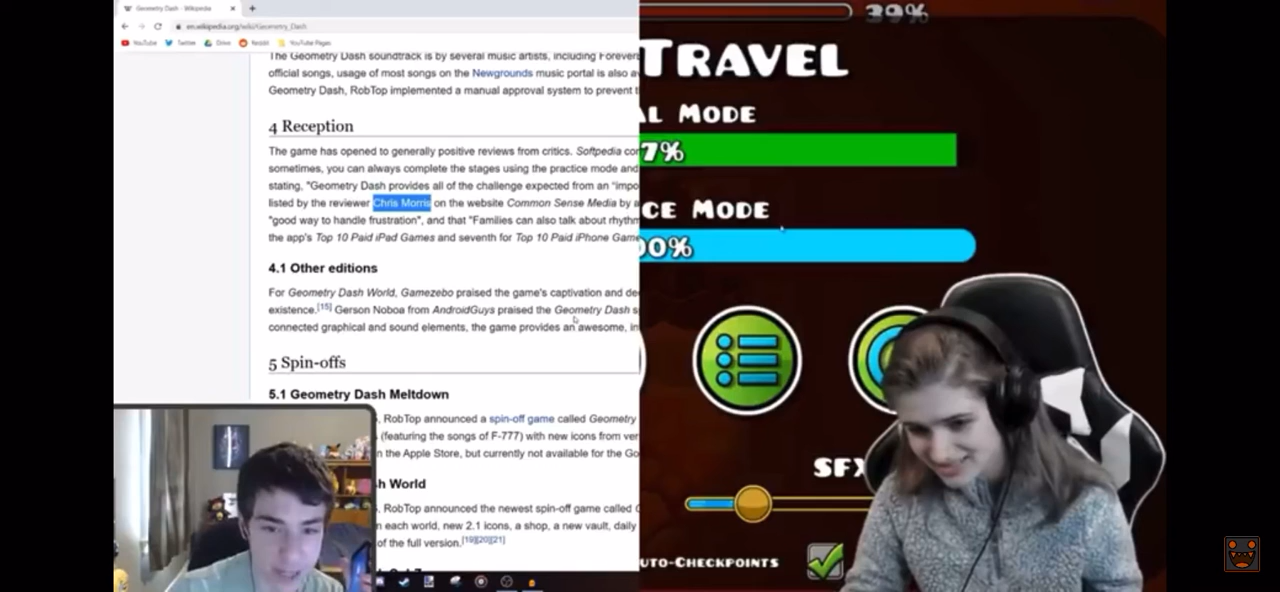 Geometry Dash - Wikipedia
en.wikipedia.org/wiki/Geometry_Dash
YouTube Twitter Drive Reddit YouTube Pages
The Geometry Dash soundtrack is by several music artists, including
official songs, usage of most songs on the Newgrounds music portal is also
Geometry Dash, RobTop implemented a manual approval system to prevent
4 Reception
The game has opened to generally positive reviews from critics. Softpedia
sometimes, you can always complete the stages using the practice mode and
stating, "Geometry Dash provides all of the challenge expected from an "impo
listed by the reviewer Chris Morris on the website Common Sense Media by a
"good way to handle frustration", and that "Families can also talk about rhythm
the app's Top 10 Paid iPad Games and seventh for Top 10 Paid iPhone Game
4.1 Other editions
For Geometry Dash World, Gamezebo praised the game's captivation and de
existence.[15] Gerson Noboa from AndroidGuys praised the Geometry Dash s
connected graphical and sound elements, the game provides an awesome, in
5 Spin-offs
5.1 Geometry Dash Meltdown
, RobTop announced a spin-off game called Geometry
(featuring the songs of F-777) with new icons from ver
n the Apple Store, but currently not available for the Go
sh World
, RobTop announced the newest spin-off game called
n each world, new 2.1 icons, a shop, a new vault, daily
of the full version.[19][20][21]
39%
TRAVEL
AL MODE
7%
CE MODE
00%
SFX
UTO-CHECKPOINTS